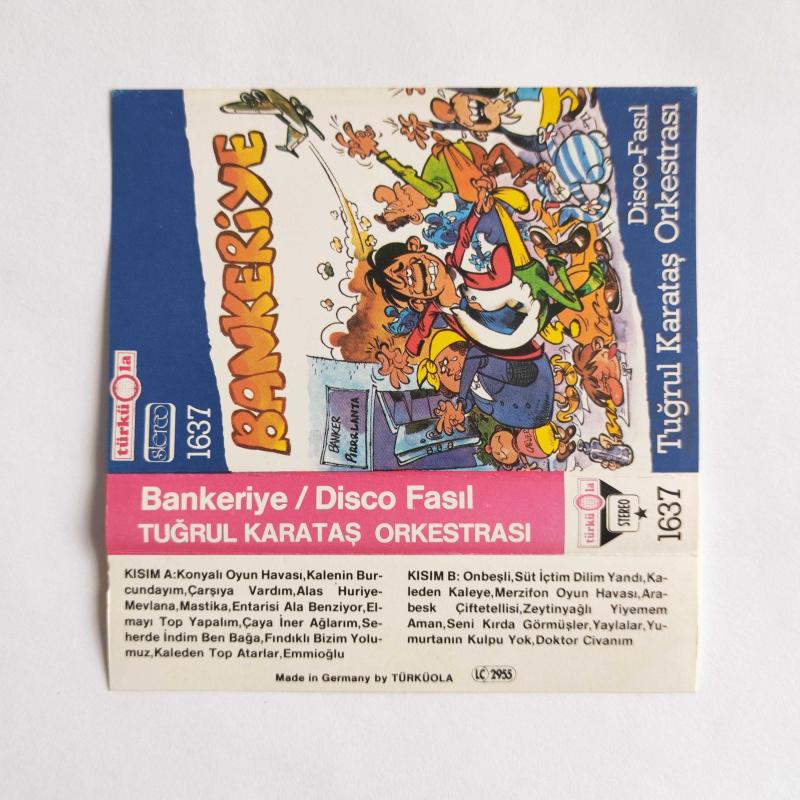 türküola
stereo
1637
BANKERİYE
BANKER
PIRRRLANTA
Disco-Fasıl
Tuğrul Karataş Orkestrası
Bankeriye / Disco Fasıl
TUĞRUL KARATAŞ ORKESTRASI
türküola
STEREO
1637
KISIM A:Konyalı Oyun Havası,Kalenin Bur-
cundayım,Çarşıya Vardım,Alas Huriye-
Mevlana,Mastika,Entarisi Ala Benziyor,El-
mayı Top Yapalım,Çaya İner Ağlarım,Se-
herde İndim Ben Bağa,Fındıklı Bizim Yolu-
muz,Kaleden Top Atarlar,Emmioğlu
KISIM B: Onbeşli,Süt İçtim Dilim Yandı,Ka-
leden Kaleye,Merzifon Oyun Havası,Ara-
besk Çiftetellisi,Zeytinyağlı Yiyemem
Aman,Seni Kırda Görmüşler,Yaylalar,Yu-
murtanın Kulpu Yok,Doktor Civanım
Made in Germany by TÜRKÜOLA
LC 2955